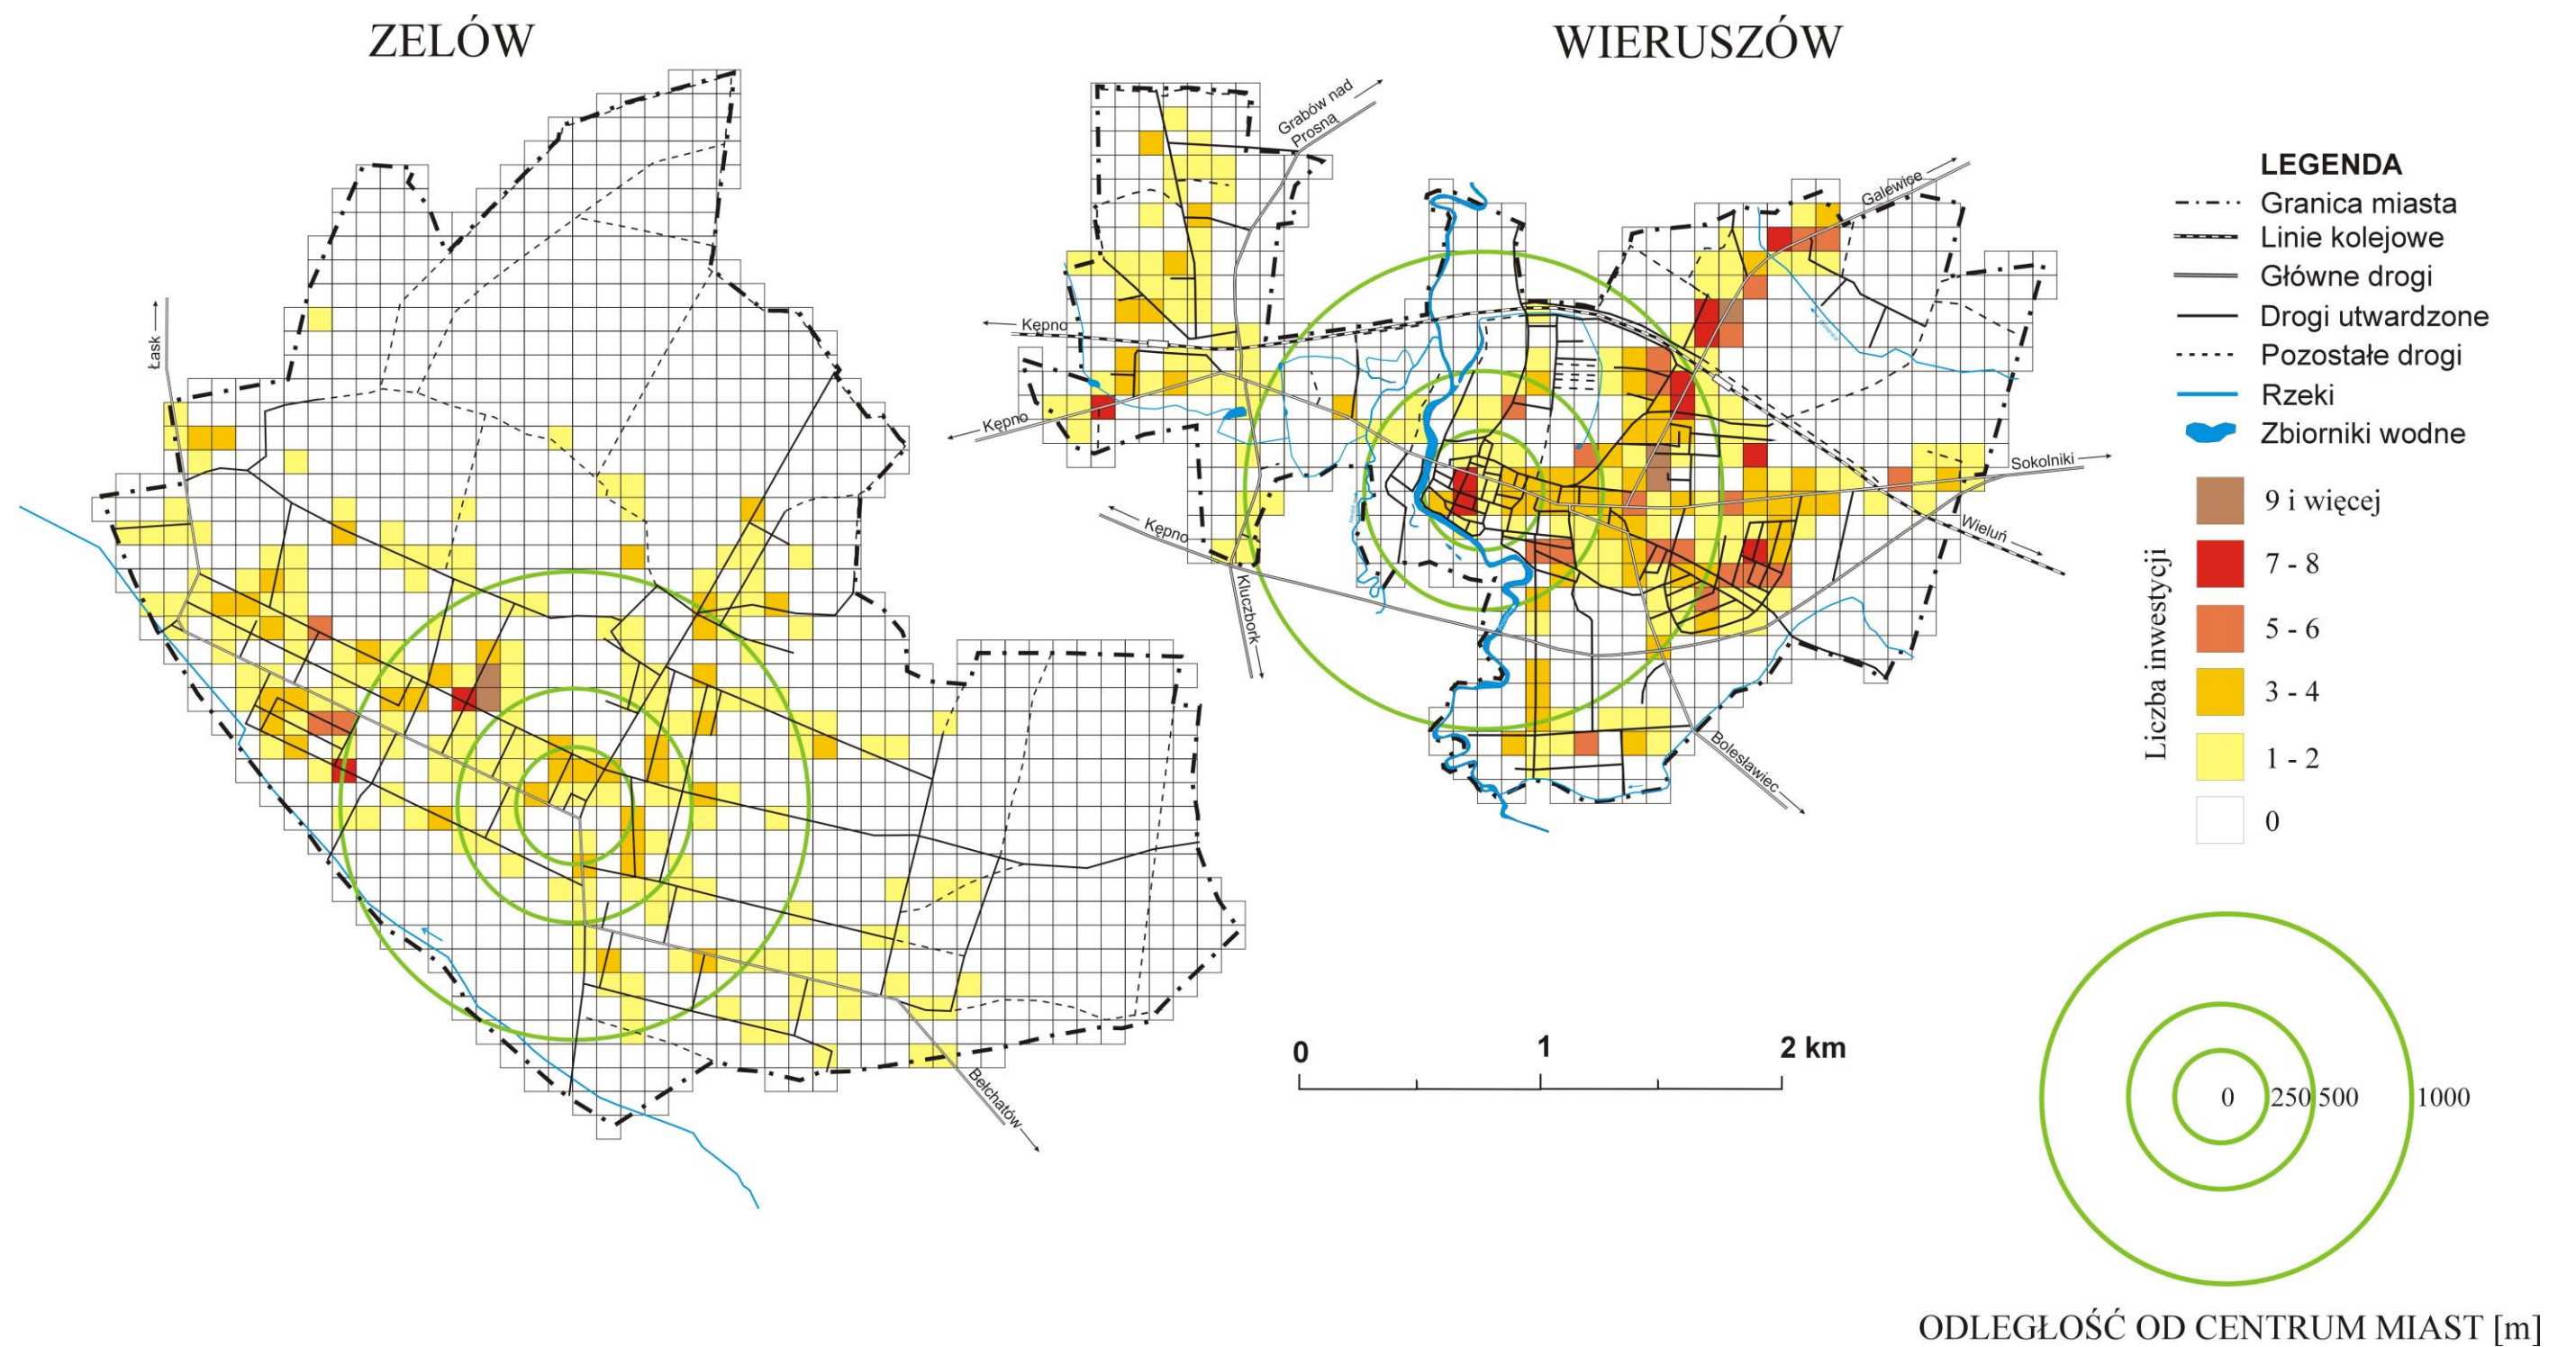 ZELÓW
WIERUSZÓW
Łask
Bełchatów
Grabów nad
Prosną
Galewice
Kępno
Kępno
Kępno
Kluczbork
Sokolniki
Wieluń
Bolesławiec
LEGENDA
Granica miasta
Linie kolejowe
Główne drogi
Drogi utwardzone
Pozostałe drogi
Rzeki
Zbiorniki wodne
Liczba inwestycji
9 i więcej
7 - 8
5 - 6
3 - 4
1 - 2
0
0 1 2 km
0 250 500 1000
ODLEGŁOŚĆ OD CENTRUM MIAST [m]